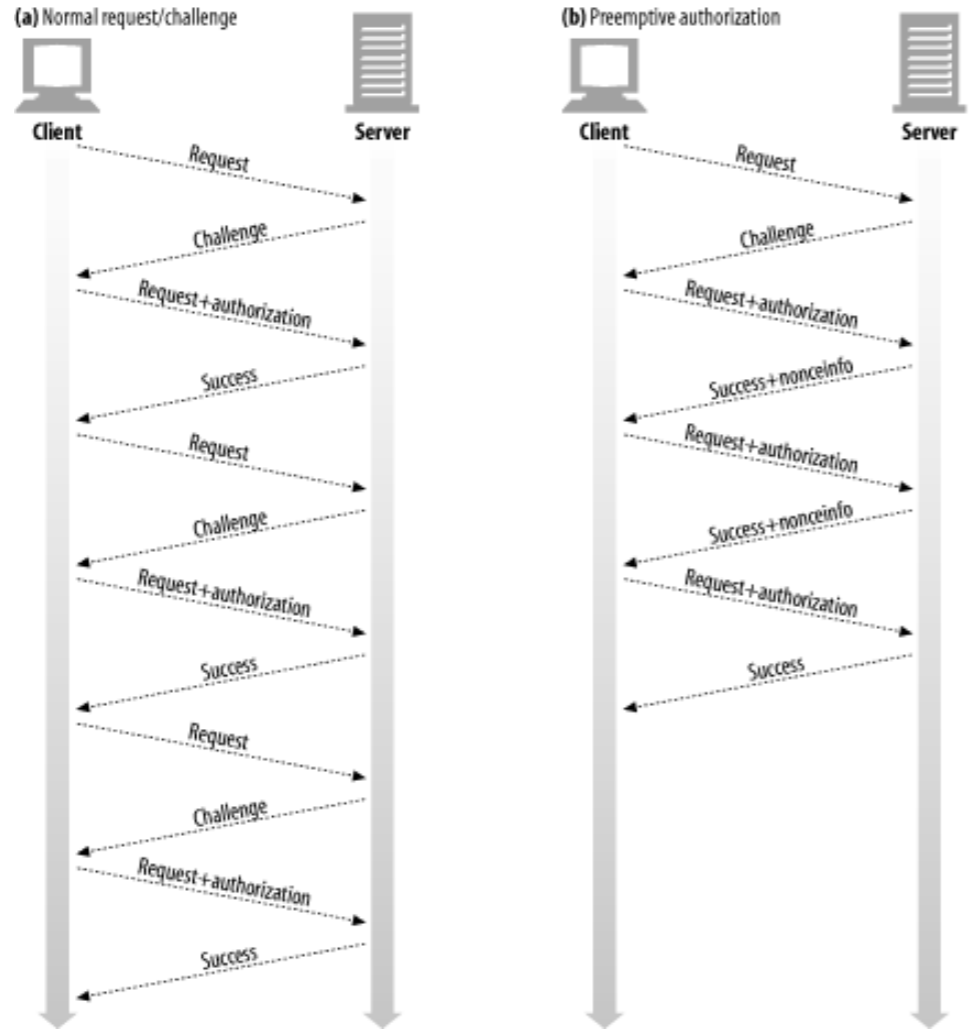 (a) Normal request/challenge
Client
Server
Request
Challenge
Request+authorization
Success
Request
Challenge
Request+authorization
Success
Request
Challenge
Request+authorization
Success
(b) Preemptive authorization
Client
Server
Request
Challenge
Request+authorization
Success+nonceinfo
Request+authorization
Success+nonceinfo
Request+authorization
Success